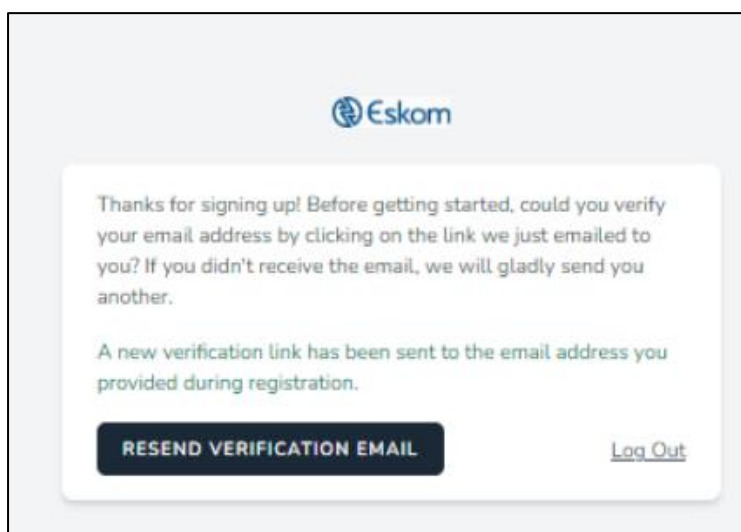 Eskom
Thanks for signing up! Before getting started, could you verify
your email address by clicking on the link we just emailed to
you? If you didn't receive the email, we will gladly send you
another.
A new verification link has been sent to the email address you
provided during registration.
RESEND VERIFICATION EMAIL
Log Out